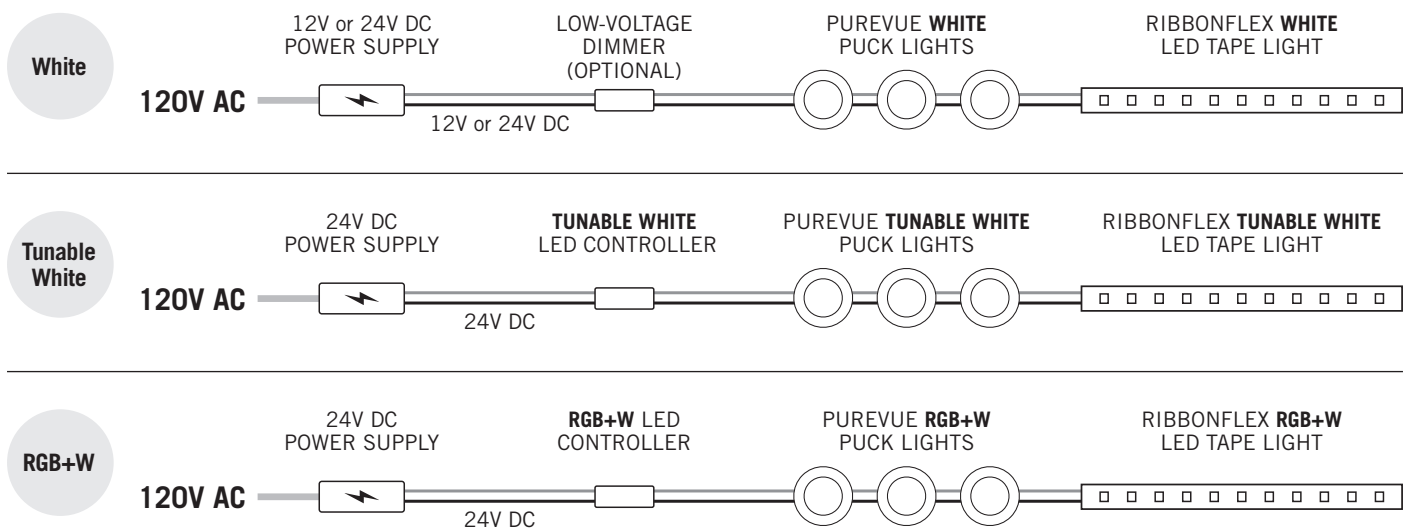 White
120V AC
12V or 24V DC
POWER SUPPLY
12V or 24V DC
LOW-VOLTAGE
DIMMER
(OPTIONAL)
PUREVUE WHITE
PUCK LIGHTS
RIBBONFLEX WHITE
LED TAPE LIGHT
Tunable
White
120V AC
24V DC
POWER SUPPLY
24V DC
TUNABLE WHITE
LED CONTROLLER
PUREVUE TUNABLE WHITE
PUCK LIGHTS
RIBBONFLEX TUNABLE WHITE
LED TAPE LIGHT
RGB+W
120V AC
24V DC
POWER SUPPLY
24V DC
RGB+W LED
CONTROLLER
PUREVUE RGB+W
PUCK LIGHTS
RIBBONFLEX RGB+W
LED TAPE LIGHT